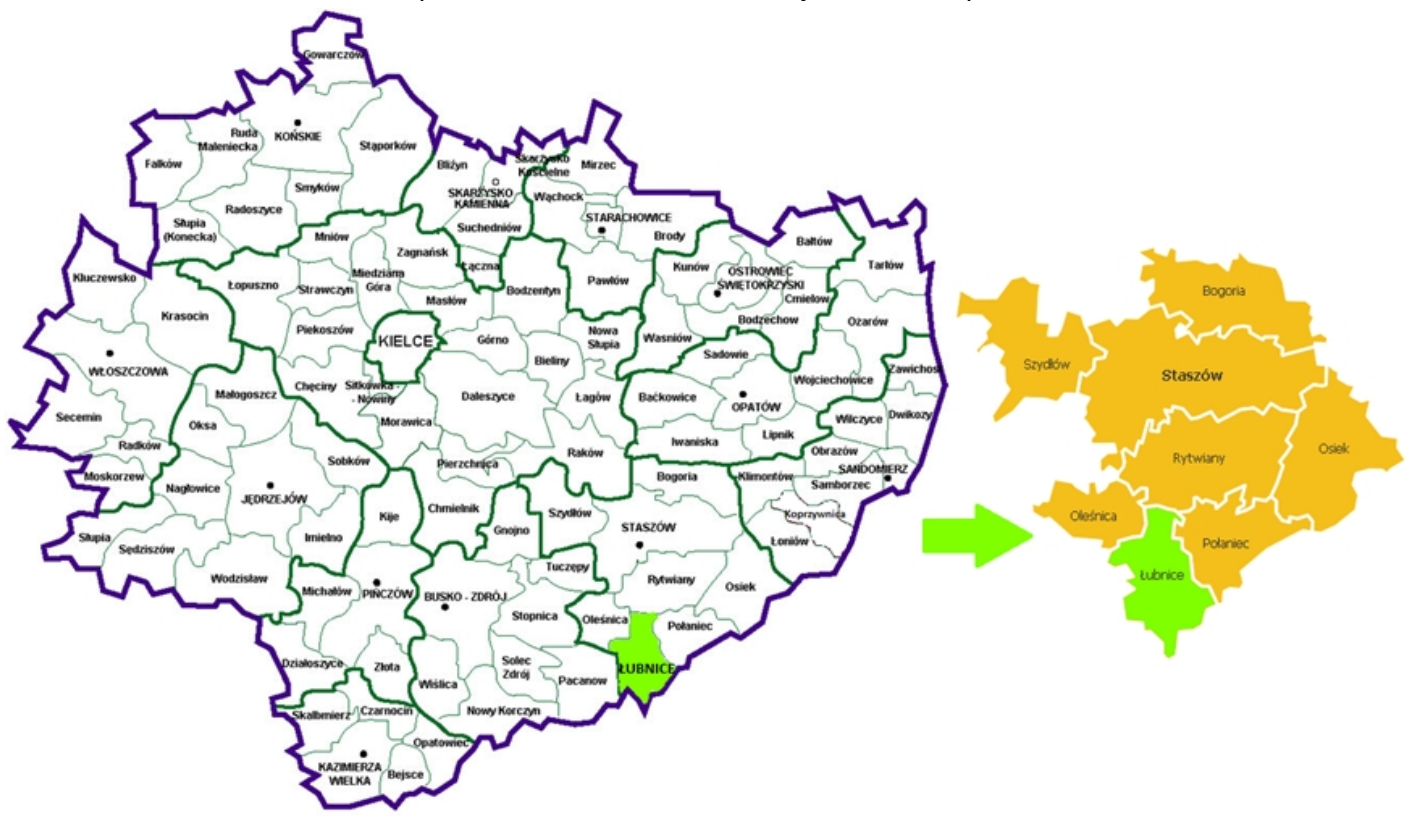 Gowarczów
Ruda
Maleniecka
KOŃSKIE
Stąporków
Fałków
Smyków
Radoszyce
Słupia
(Konecka)
Bliżyn
Skarżysko
Kościelne
Mirzec
SKARŻYSKO
KAMIENNA
Wąchock
STARACHOWICE
Suchedniów
Brody
Mniów
Zagnańsk
Łączna
Bałtów
Kluczewsko
Łopuszno
Strawczyn
Miedziana
Góra
Masłów
Bodzentyn
Pawłów
Kunów
OSTROWIEC
ŚWIĘTOKRZYSKI
Ćmielow
Tarłów
Krasocin
Piekoszów
KIELCE
Górno
Nowa
Słupia
Waśniów
Bodzechow
Ożarów
WŁOSZCZOWA
Bieliny
Sadowie
Zawichost
Małogoszcz
Chęciny
Sitkówka -
- Nowiny
Daleszyce
Łagów
Baćkowice
OPATÓW
Wojciechowice
Secemin
Oksa
Morawica
Iwaniska
Lipnik
Wilczyce
Dwikozy
Radków
Sobków
Pierzchnica
Raków
Obrazów
SANDOMIERZ
Moskorzew
Nagłowice
JĘDRZEJÓW
Bogoria
Klimontów
Samborzec
Kije
Chmielnik
Gnojno
Szydłów
STASZÓW
Koprzywnica
Słupia
Sędziszów
Imielno
Łoniów
Wodzisław
Michałów
PIŃCZÓW
BUSKO - ZDRÓJ
Tuczępy
Rytwiany
Osiek
Stopnica
Oleśnica
Połaniec
Działoszyce
Złota
Wiślica
Solec
Zdrój
Pacanow
ŁUBNICE
Skalbmierz
Czarnocin
Nowy Korczyn
Opatowiec
KAZIMIERZA
WIELKA
Bejsce
Bogoria
Szydłów
Staszów
Rytwiany
Osiek
Oleśnica
Połaniec
Łubnice